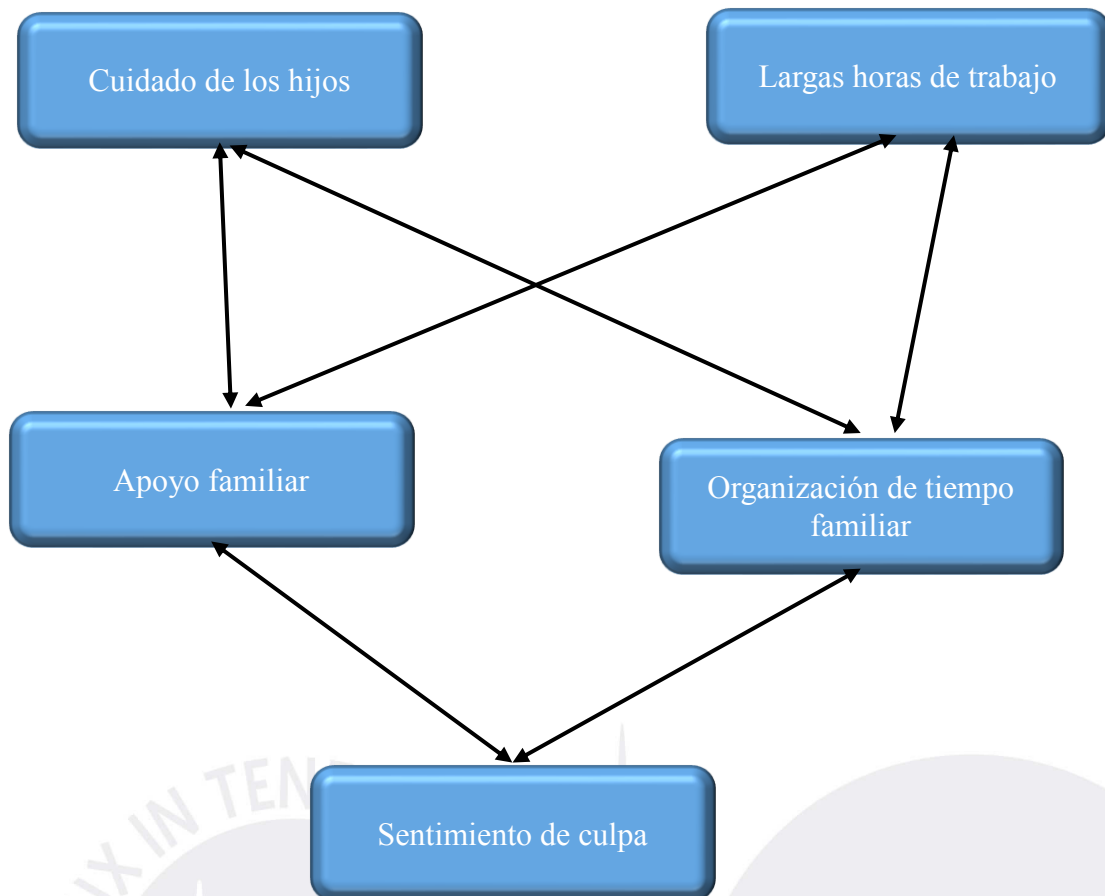 Cuidado de los hijos
Largas horas de trabajo
Apoyo familiar
Organización de tiempo
familiar
Sentimiento de culpa